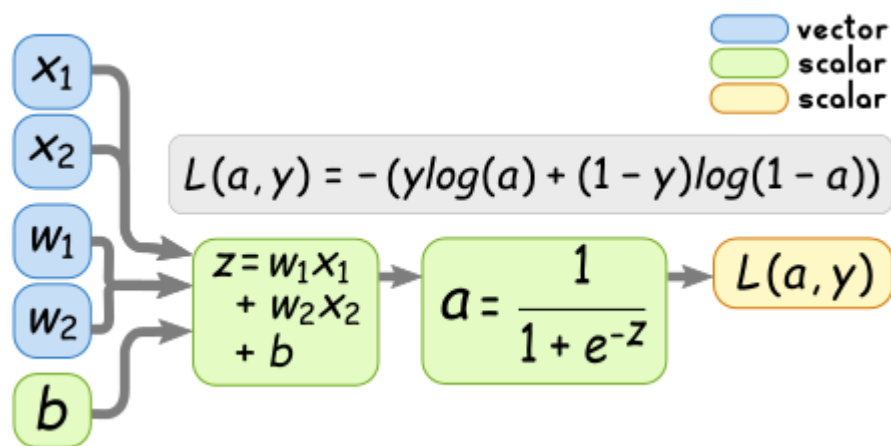 vector
scalar
scalar
x₁
x₂
w₁
w₂
b
L(a, y) = -(ylog(a) + (1 - y)log(1 - a))
z = w₁x₁
+ w₂x₂
+ b
a = 1 / (1 + e⁻ᶻ)
L(a, y)